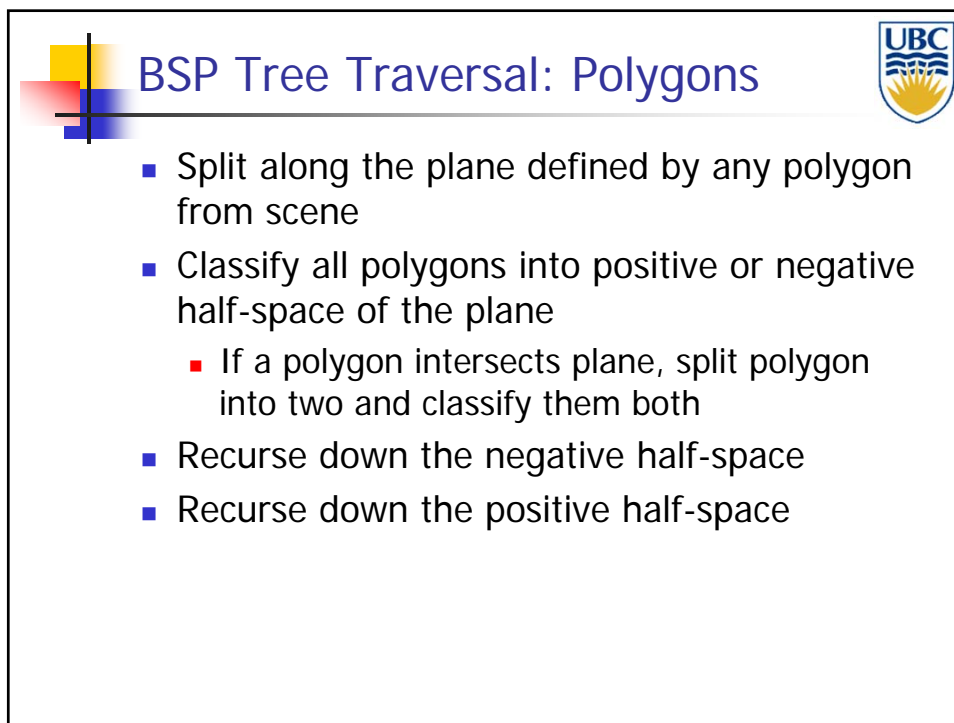 BSP Tree Traversal: Polygons
UBC
■ Split along the plane defined by any polygon
from scene
■ Classify all polygons into positive or negative
half-space of the plane
■ If a polygon intersects plane, split polygon
into two and classify them both
■ Recurse down the negative half-space
■ Recurse down the positive half-space